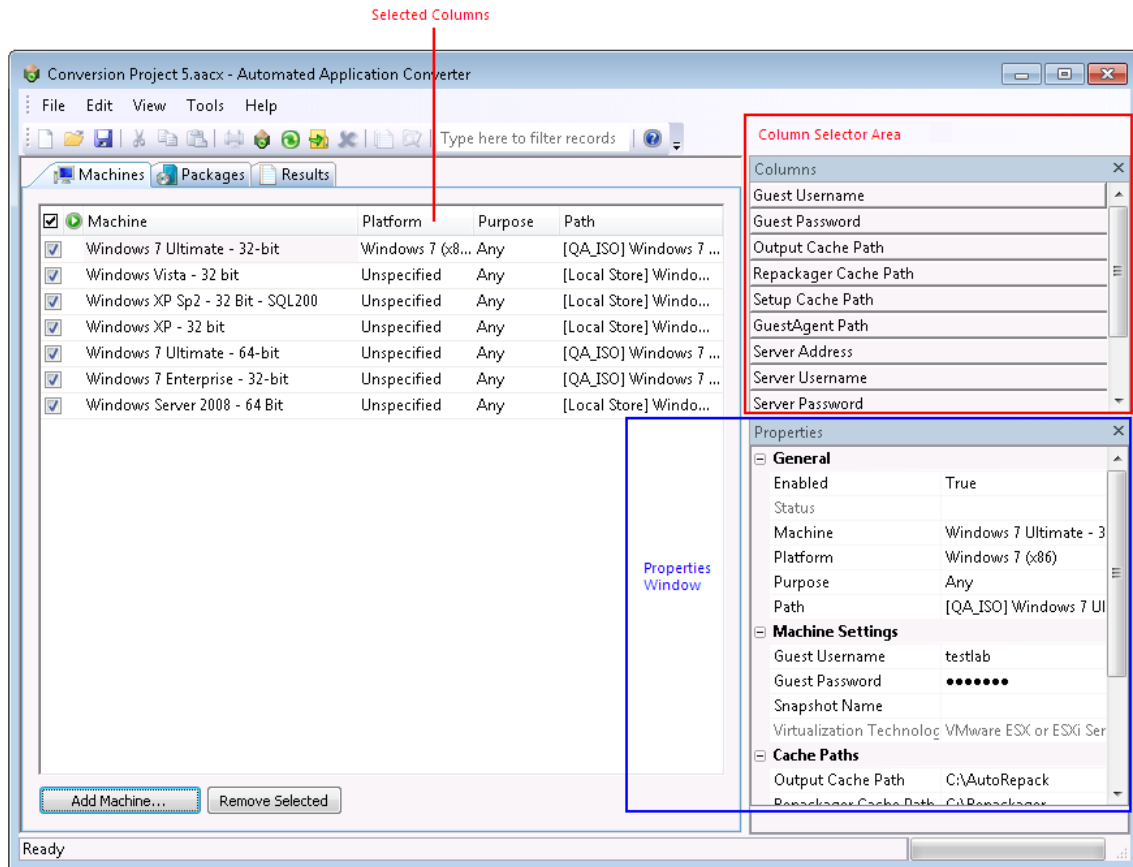 Selected Columns
Conversion Project 5.aacx - Automated Application Converter
File Edit View Tools Help
Type here to filter records
Column Selector Area
Machines Packages Results
Columns
Guest Username
Guest Password
Output Cache Path
Repackager Cache Path
Setup Cache Path
GuestAgent Path
Server Address
Server Username
Server Password
Machine Platform Purpose Path
Windows 7 Ultimate - 32-bit Windows 7 (x8... Any [QA_ISO] Windows 7 ...
Windows Vista - 32 bit Unspecified Any [Local Store] Windo...
Windows XP Sp2 - 32 Bit - SQL200 Unspecified Any [Local Store] Windo...
Windows XP - 32 bit Unspecified Any [Local Store] Windo...
Windows 7 Ultimate - 64-bit Unspecified Any [QA_ISO] Windows 7 ...
Windows 7 Enterprise - 32-bit Unspecified Any [QA_ISO] Windows 7 ...
Windows Server 2008 - 64 Bit Unspecified Any [Local Store] Windo...
Properties
Window
Properties
General
Enabled True
Status
Machine Windows 7 Ultimate - 3
Platform Windows 7 (x86)
Purpose Any
Path [QA_ISO] Windows 7 Ul
Machine Settings
Guest Username testlab
Guest Password •••••••
Snapshot Name
Virtualization Technolog VMware ESX or ESXi Ser
Cache Paths
Output Cache Path C:\AutoRepack
Repackager Cache Path C:\Repackager
Add Machine... Remove Selected
Ready